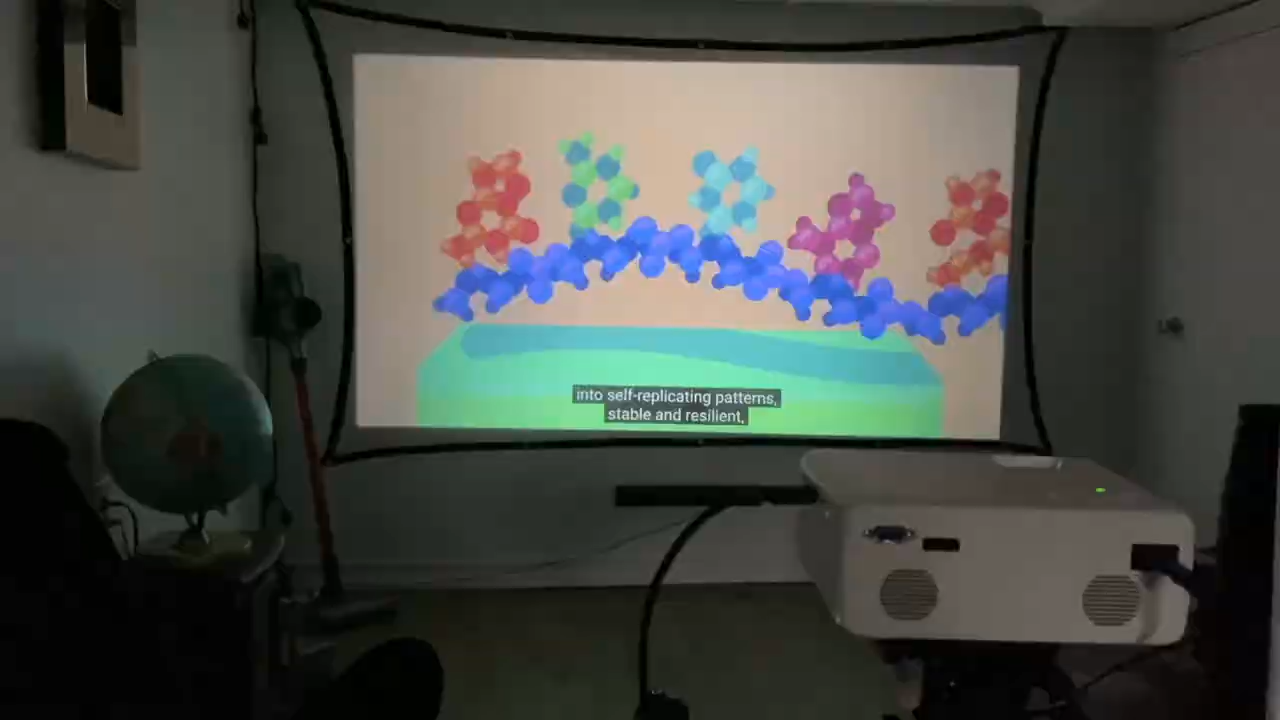 into self-replicating patterns,
stable and resilient,